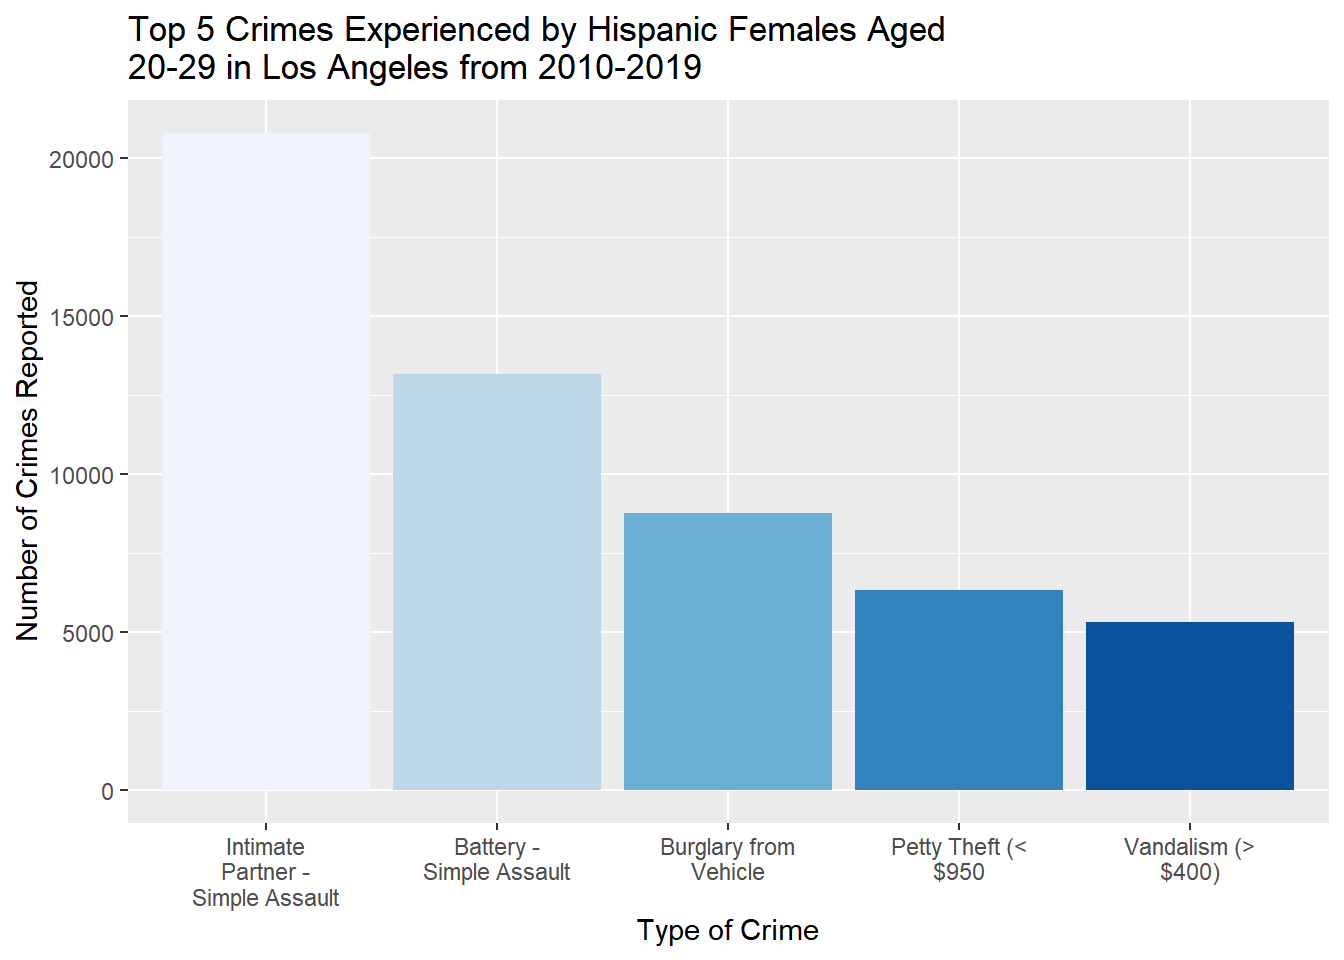 Top 5 Crimes Experienced by Hispanic Females Aged
20-29 in Los Angeles from 2010-2019
Number of Crimes Reported
20000
15000
10000
5000
0
Intimate
Partner -
Simple Assault
Battery -
Simple Assault
Burglary from
Vehicle
Petty Theft (<
$950
Vandalism (>
$400)
Type of Crime